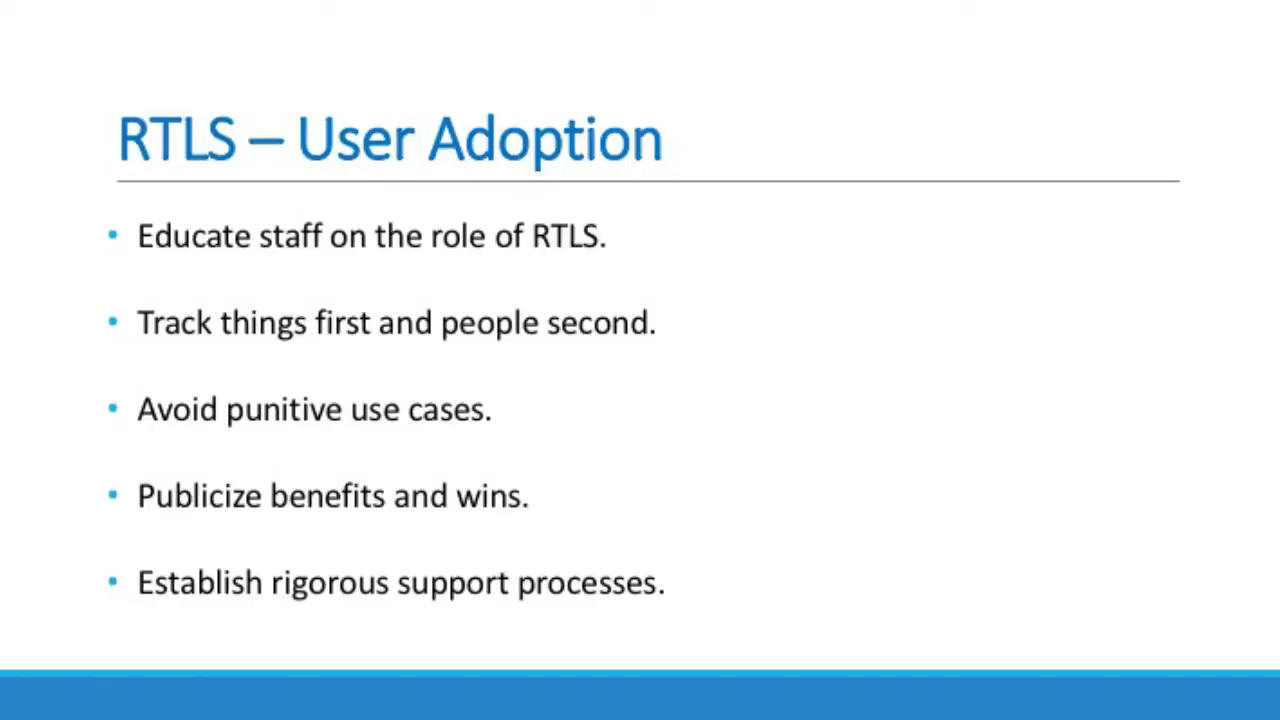 RTLS – User Adoption
• Educate staff on the role of RTLS.
• Track things first and people second.
• Avoid punitive use cases.
• Publicize benefits and wins.
• Establish rigorous support processes.